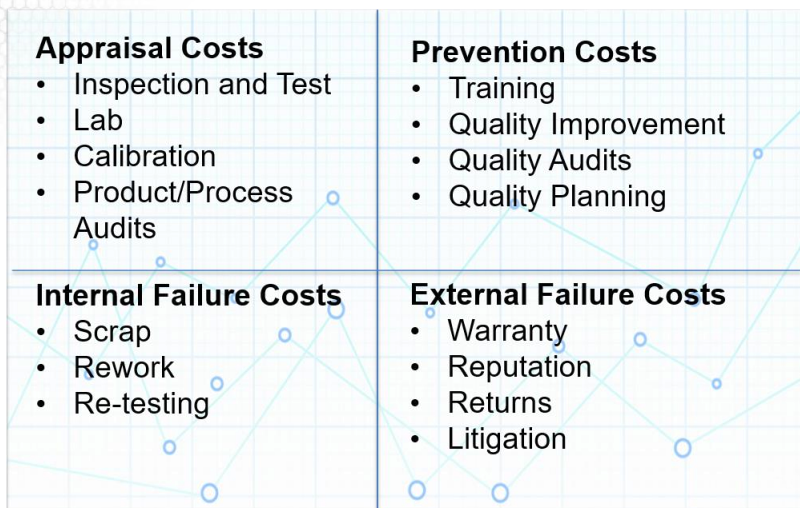 Appraisal Costs
• Inspection and Test
• Lab
• Calibration
• Product/Process
Audits
Prevention Costs
• Training
• Quality Improvement
• Quality Audits
• Quality Planning
Internal Failure Costs
• Scrap
• Rework
• Re-testing
External Failure Costs
• Warranty
• Reputation
• Returns
• Litigation